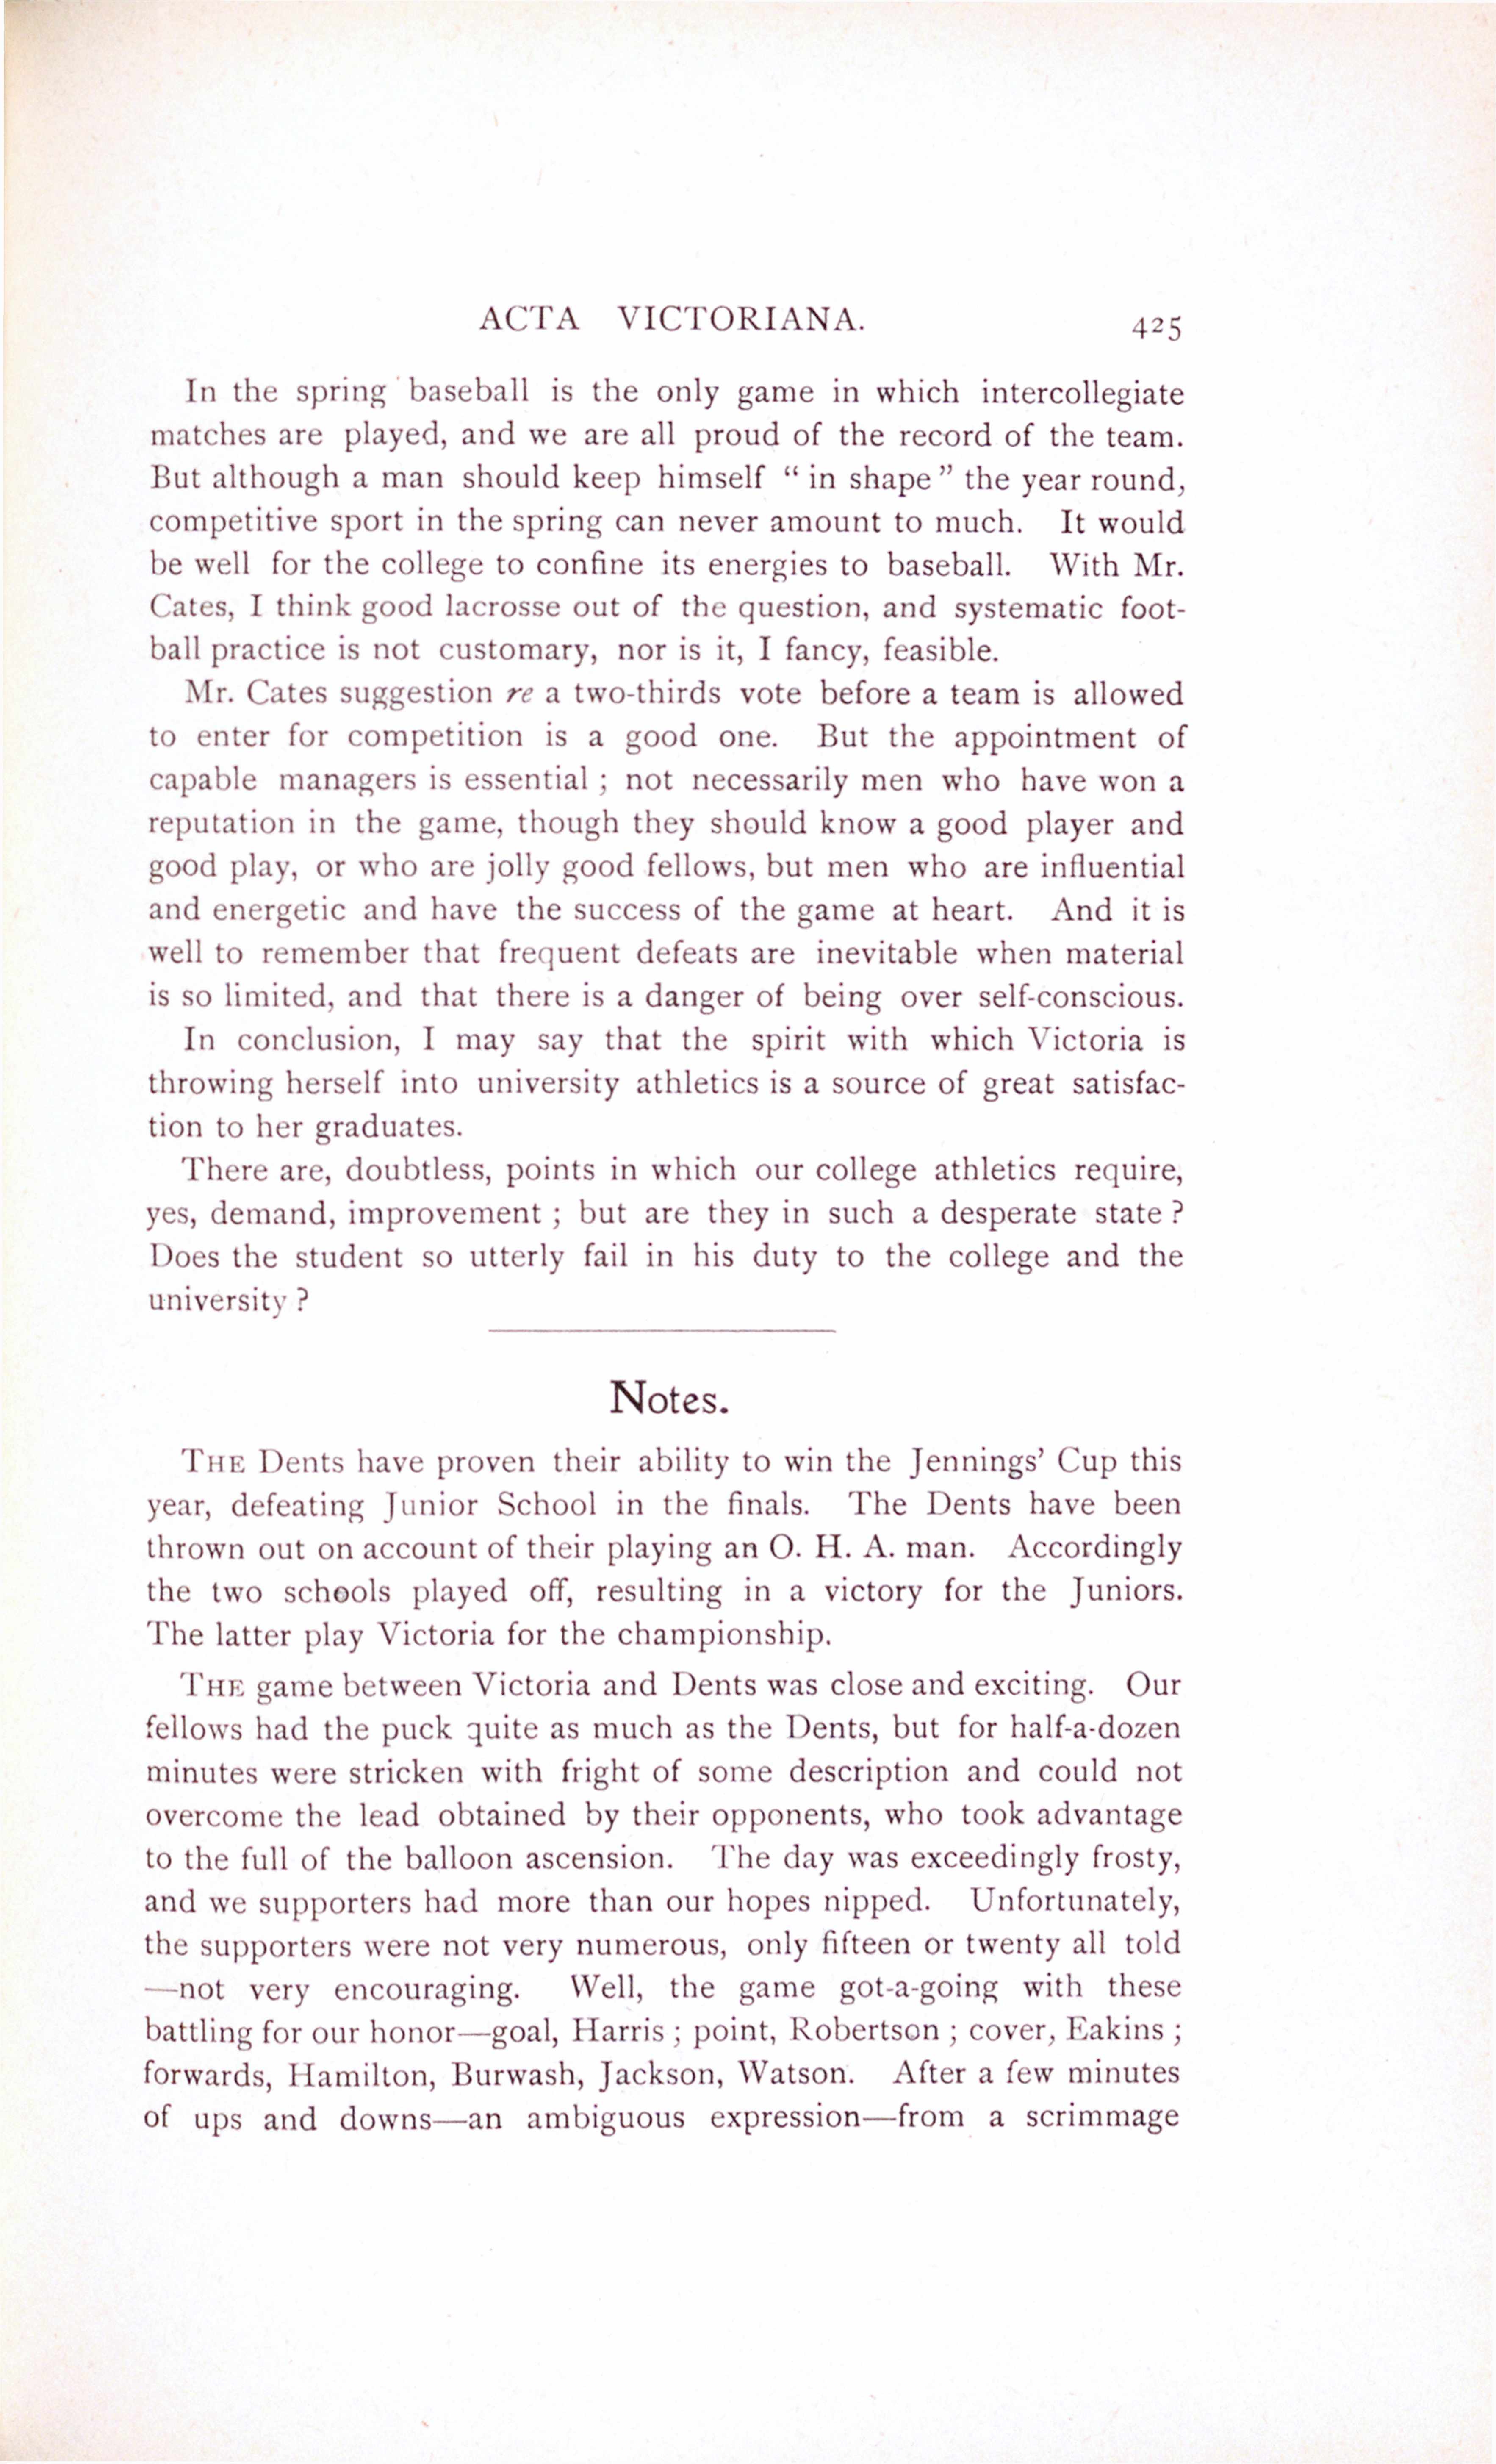 ACTA VICTORIANA. 425
In the spring baseball is the only game in which intercollegiate
matches are played, and we are all proud of the record of the team.
But although a man should keep himself " in shape " the year round,
competitive sport in the spring can never amount to much. It would
be well for the college to confine its energies to baseball. With Mr.
Cates, I think good lacrosse out of the question, and systematic foot-
ball practice is not customary, nor is it, I fancy, feasible.
Mr. Cates suggestion re a two-thirds vote before a team is allowed
to enter for competition is a good one. But the appointment of
capable managers is essential ; not necessarily men who have won a
reputation in the game, though they should know a good player and
good play, or who are jolly good fellows, but men who are influential
and energetic and have the success of the game at heart. And it is
well to remember that frequent defeats are inevitable when material
is so limited, and that there is a danger of being over self-conscious.
In conclusion, I may say that the spirit with which Victoria is
throwing herself into university athletics is a source of great satisfac-
tion to her graduates.
There are, doubtless, points in which our college athletics require,
yes, demand, improvement ; but are they in such a desperate state ?
Does the student so utterly fail in his duty to the college and the
university ?
Notes.
THE Dents have proven their ability to win the Jennings' Cup this
year, defeating Junior School in the finals. The Dents have been
thrown out on account of their playing an O. H. A. man. Accordingly
the two schools played off, resulting in a victory for the Juniors.
The latter play Victoria for the championship.
THE game between Victoria and Dents was close and exciting. Our
fellows had the puck quite as much as the Dents, but for half-a-dozen
minutes were stricken with fright of some description and could not
overcome the lead obtained by their opponents, who took advantage
to the full of the balloon ascension. The day was exceedingly frosty,
and we supporters had more than our hopes nipped. Unfortunately,
the supporters were not very numerous, only fifteen or twenty all told
—not very encouraging. Well, the game got-a-going with these
battling for our honor—goal, Harris ; point, Robertson ; cover, Eakins ;
forwards, Hamilton, Burwash, Jackson, Watson. After a few minutes
of ups and downs—an ambiguous expression—from a scrimmage